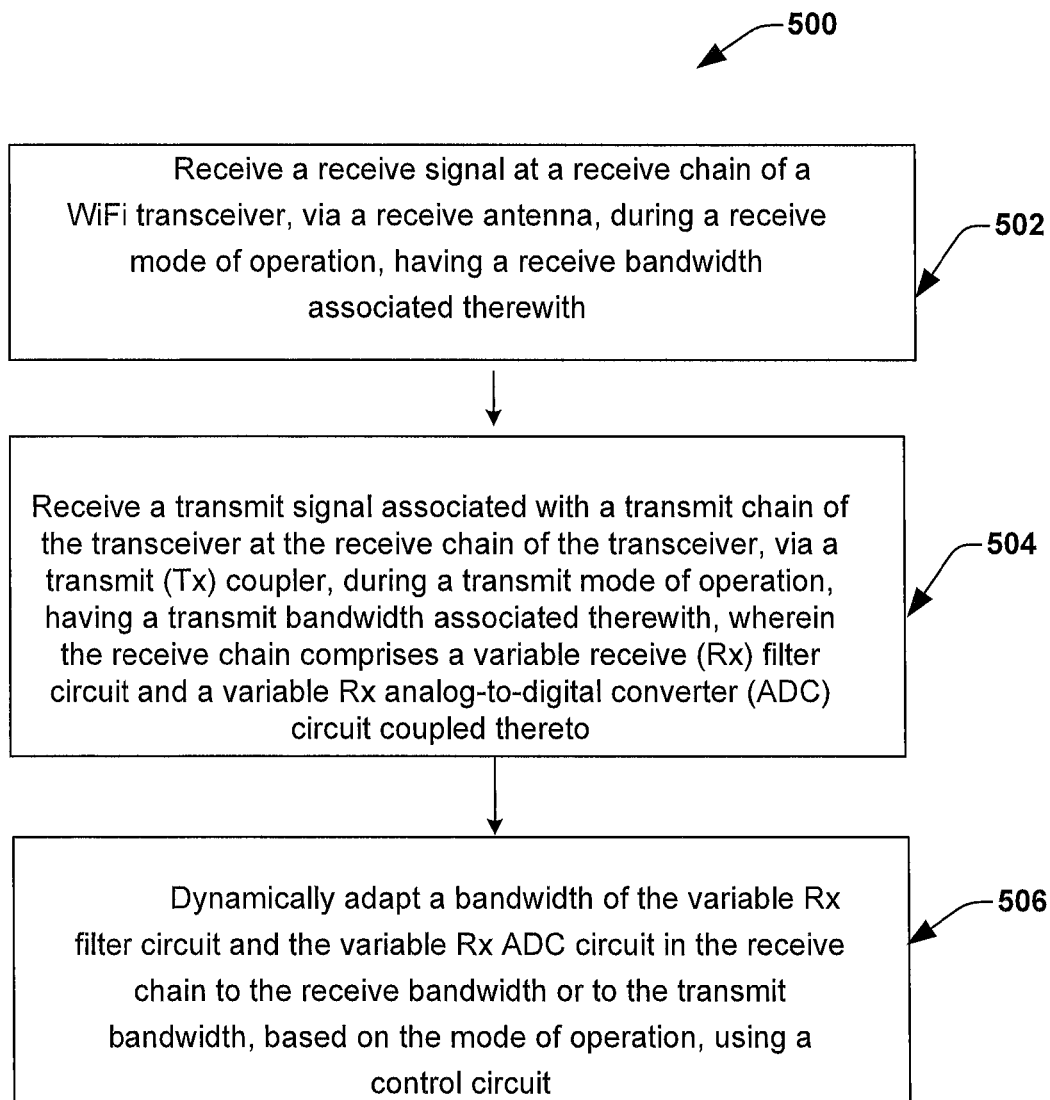 500
Receive a receive signal at a receive chain of a
WiFi transceiver, via a receive antenna, during a receive
mode of operation, having a receive bandwidth
associated therewith
502
Receive a transmit signal associated with a transmit chain of
the transceiver at the receive chain of the transceiver, via a
transmit (Tx) coupler, during a transmit mode of operation,
having a transmit bandwidth associated therewith, wherein
the receive chain comprises a variable receive (Rx) filter
circuit and a variable Rx analog-to-digital converter (ADC)
circuit coupled thereto
504
Dynamically adapt a bandwidth of the variable Rx
filter circuit and the variable Rx ADC circuit in the receive
chain to the receive bandwidth or to the transmit
bandwidth, based on the mode of operation, using a
control circuit
506